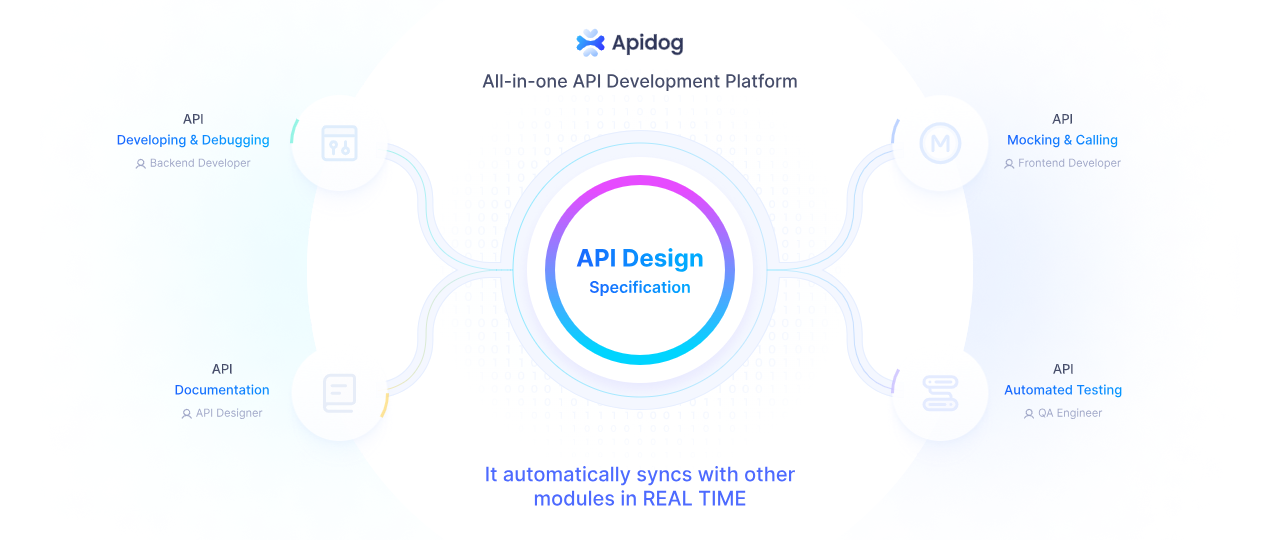 Apidog
All-in-one API Development Platform
API
Developing & Debugging
Backend Developer
API
Mocking & Calling
Frontend Developer
API Design
Specification
API
Documentation
API Designer
API
Automated Testing
QA Engineer
It automatically syncs with other
modules in REAL TIME